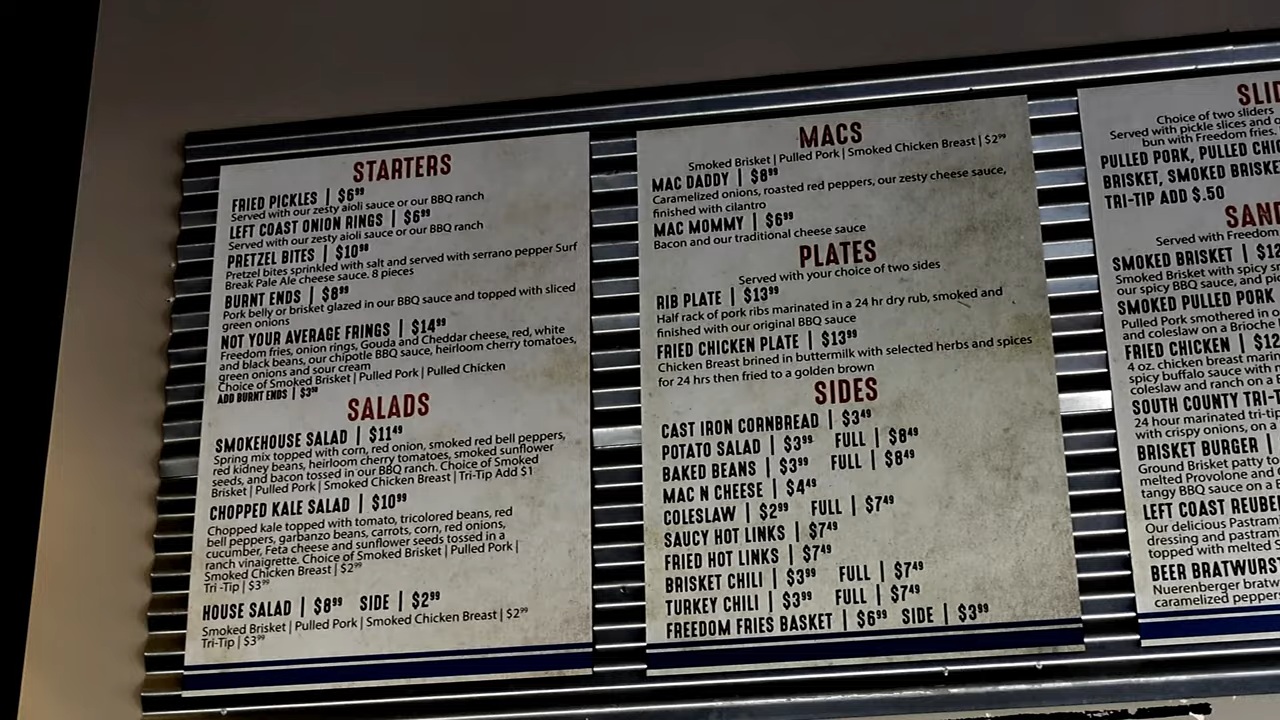 STARTERS
FRIED PICKLES | $6⁹⁹
Served with our zesty aioli sauce or our BBQ ranch
LEFT COAST ONION RINGS | $6⁹⁹
Served with our zesty aioli sauce or our BBQ ranch
PRETZEL BITES | $10⁹⁹
Pretzel bites sprinkled with salt and served with serrano pepper Surf
Break Pale Ale cheese sauce. 8 pieces
BURNT ENDS | $8⁹⁹
Pork belly or brisket glazed in our BBQ sauce and topped with sliced
green onions
NOT YOUR AVERAGE FRINGS | $14⁹⁹
Freedom fries, onion rings, Gouda and Cheddar cheese, red, white
and black beans, our chipotle BBQ sauce, heirloom cherry tomatoes,
green onions and sour cream
Choice of Smoked Brisket | Pulled Pork | Pulled Chicken
ADD BURNT ENDS | $3⁹⁹
SALADS
SMOKEHOUSE SALAD | $11⁴⁹
Spring mix topped with corn, red onion, smoked red bell peppers,
red kidney beans, heirloom cherry tomatoes, smoked sunflower
seeds, and bacon tossed in our BBQ ranch. Choice of Smoked
Brisket | Pulled Pork | Smoked Chicken Breast | Tri-Tip Add $1
CHOPPED KALE SALAD | $10⁹⁹
Chopped kale topped with tomato, tricolored beans, red
bell peppers, garbanzo beans, carrots, corn, red onions,
cucumber, Feta cheese and sunflower seeds tossed in a
ranch vinaigrette. Choice of Smoked Brisket | Pulled Pork |
Smoked Chicken Breast | $2⁹⁹
Tri -Tip | $3⁹⁹
HOUSE SALAD | $8⁹⁹ SIDE | $2⁹⁹
Smoked Brisket | Pulled Pork | Smoked Chicken Breast | $2⁹⁹
Tri-Tip | $3⁹⁹
MACS
Smoked Brisket | Pulled Pork | Smoked Chicken Breast | $2⁹⁹
MAC DADDY | $8⁹⁹
Caramelized onions, roasted red peppers, our zesty cheese sauce,
finished with cilantro
MAC MOMMY | $6⁹⁹
Bacon and our traditional cheese sauce
PLATES
Served with your choice of two sides
RIB PLATE | $13⁹⁹
Half rack of pork ribs marinated in a 24 hr dry rub, smoked and
finished with our original BBQ sauce
FRIED CHICKEN PLATE | $13⁹⁹
Chicken Breast brined in buttermilk with selected herbs and spices
for 24 hrs then fried to a golden brown
SIDES
CAST IRON CORNBREAD | $3⁴⁹
POTATO SALAD | $3⁹⁹ FULL | $8⁴⁹
BAKED BEANS | $3⁹⁹ FULL | $8⁴⁹
MAC N CHEESE | $4⁴⁹
COLESLAW | $2⁹⁹ FULL | $7⁴⁹
SAUCY HOT LINKS | $7⁴⁹
FRIED HOT LINKS | $7⁴⁹
BRISKET CHILI | $3⁹⁹ FULL | $7⁴⁹
TURKEY CHILI | $3⁹⁹ FULL | $7⁴⁹
FREEDOM FRIES BASKET | $6⁹⁹ SIDE | $3⁹⁹
SLID
Choice of two sliders
Served with pickle slices and
bun with Freedom fries,
PULLED PORK, PULLED CHIC
BRISKET, SMOKED BRISKE
TRI-TIP ADD $.50
SAN
Served with Freedom
SMOKED BRISKET | $12
Smoked Brisket with spicy
our spicy BBQ sauce, and
SMOKED PULLED PORK
Pulled Pork smothered in
and coleslaw on a Brioche
FRIED CHICKEN | $12
4 oz. chicken breast
spicy buffalo sauce with
coleslaw and ranch on a
SOUTH COUNTY TRI-T
24 hour marinated tri-tip
with crispy onions, on a
BRISKET BURGER |
Ground Brisket patty
melted Provolone and
tangy BBQ sauce on a
LEFT COAST REUBE
Our delicious Pastram
dressing and pastram
topped with melted
BEER BRATWURS
Nuerenberger bratw
caramelized peppers